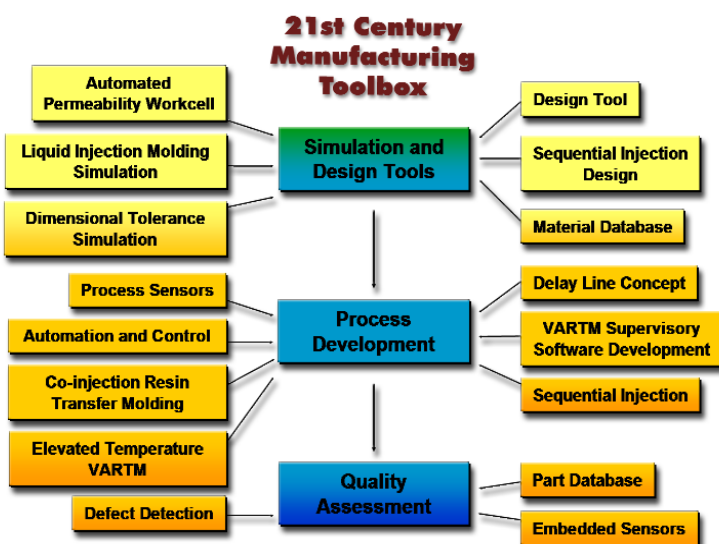 21st Century
Manufacturing
Toolbox
Automated
Permeability Workcell
Liquid Injection Molding
Simulation
Dimensional Tolerance
Simulation
Simulation and
Design Tools
Design Tool
Sequential Injection
Design
Material Database
Process Sensors
Automation and Control
Co-injection Resin
Transfer Molding
Elevated Temperature
VARTM
Process
Development
Delay Line Concept
VARTM Supervisory
Software Development
Sequential Injection
Defect Detection
Quality
Assessment
Part Database
Embedded Sensors